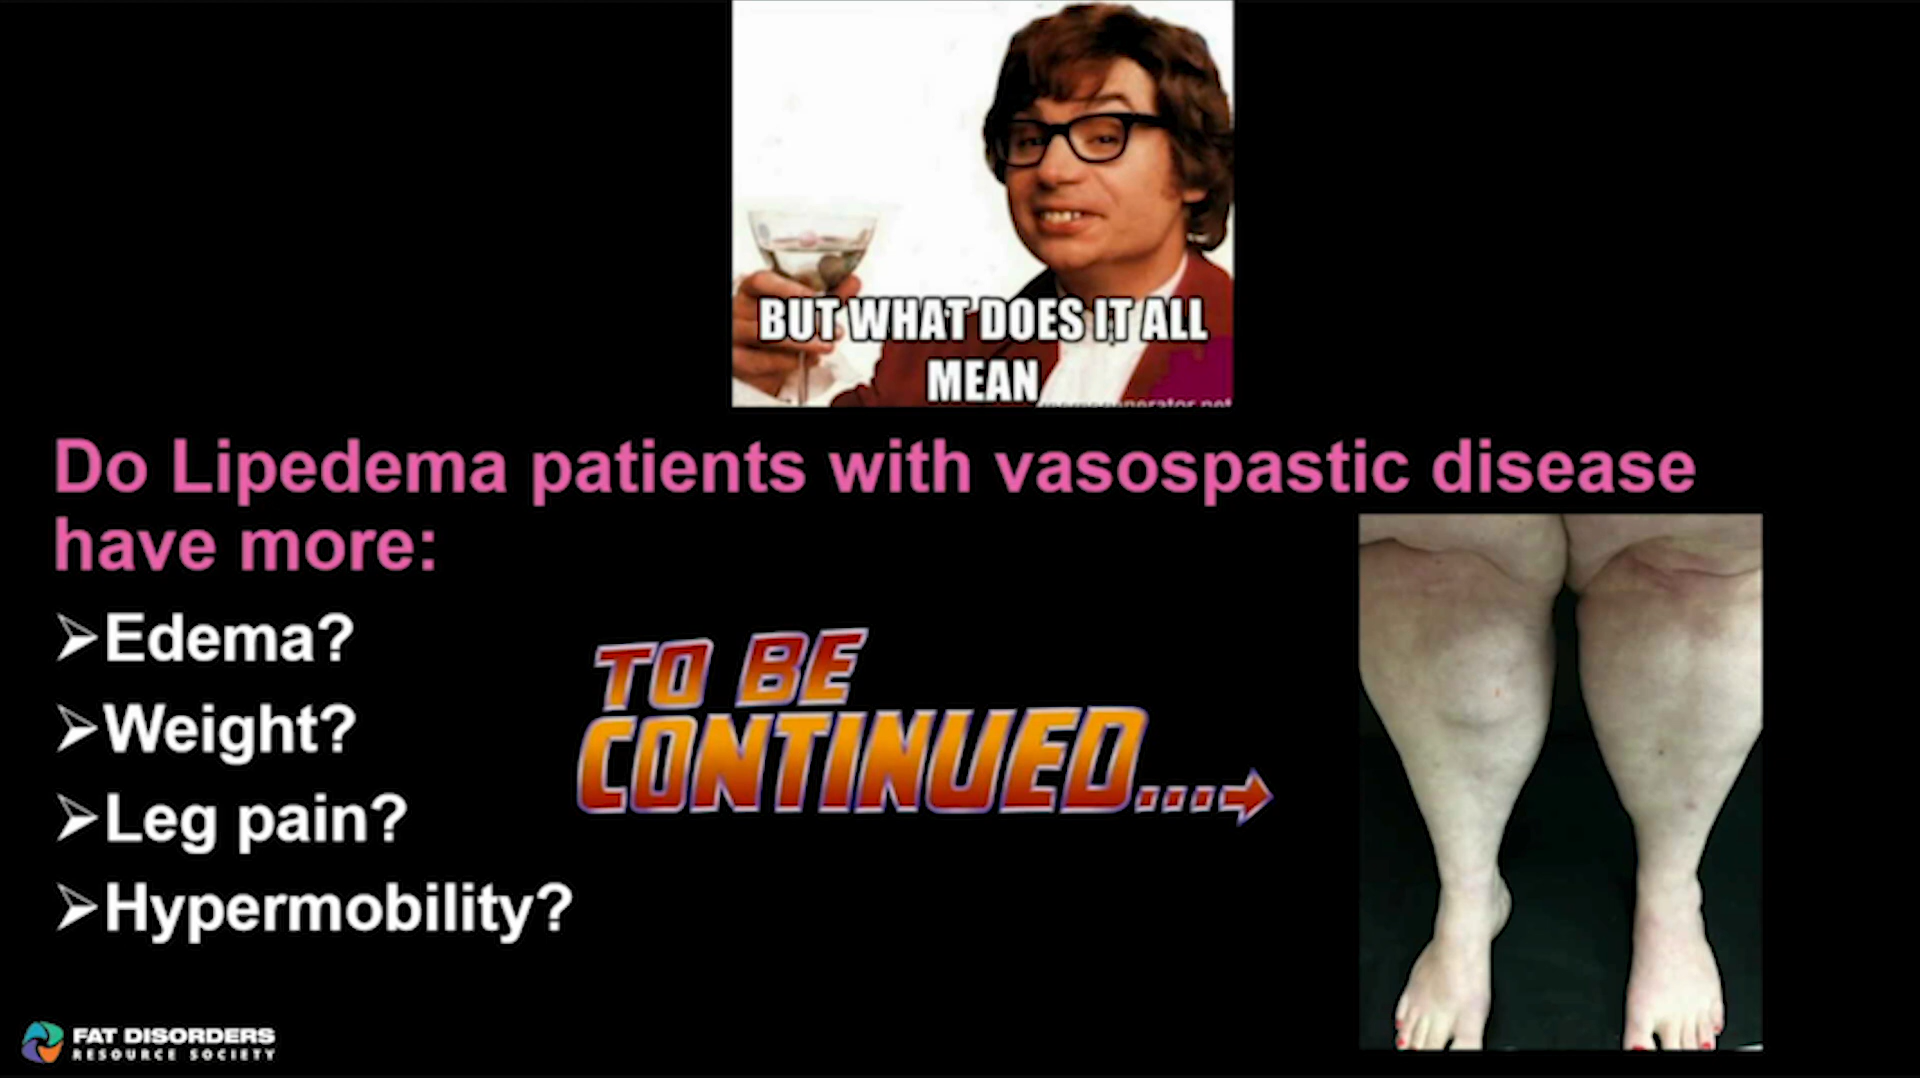 BUT WHAT DOES IT ALL
MEAN
Do Lipedema patients with vasospastic disease
have more:
➢Edema?
➢Weight?
➢Leg pain?
➢Hypermobility?
TO BE
CONTINUED....
FAT DISORDERS
RESOURCE SOCIETY